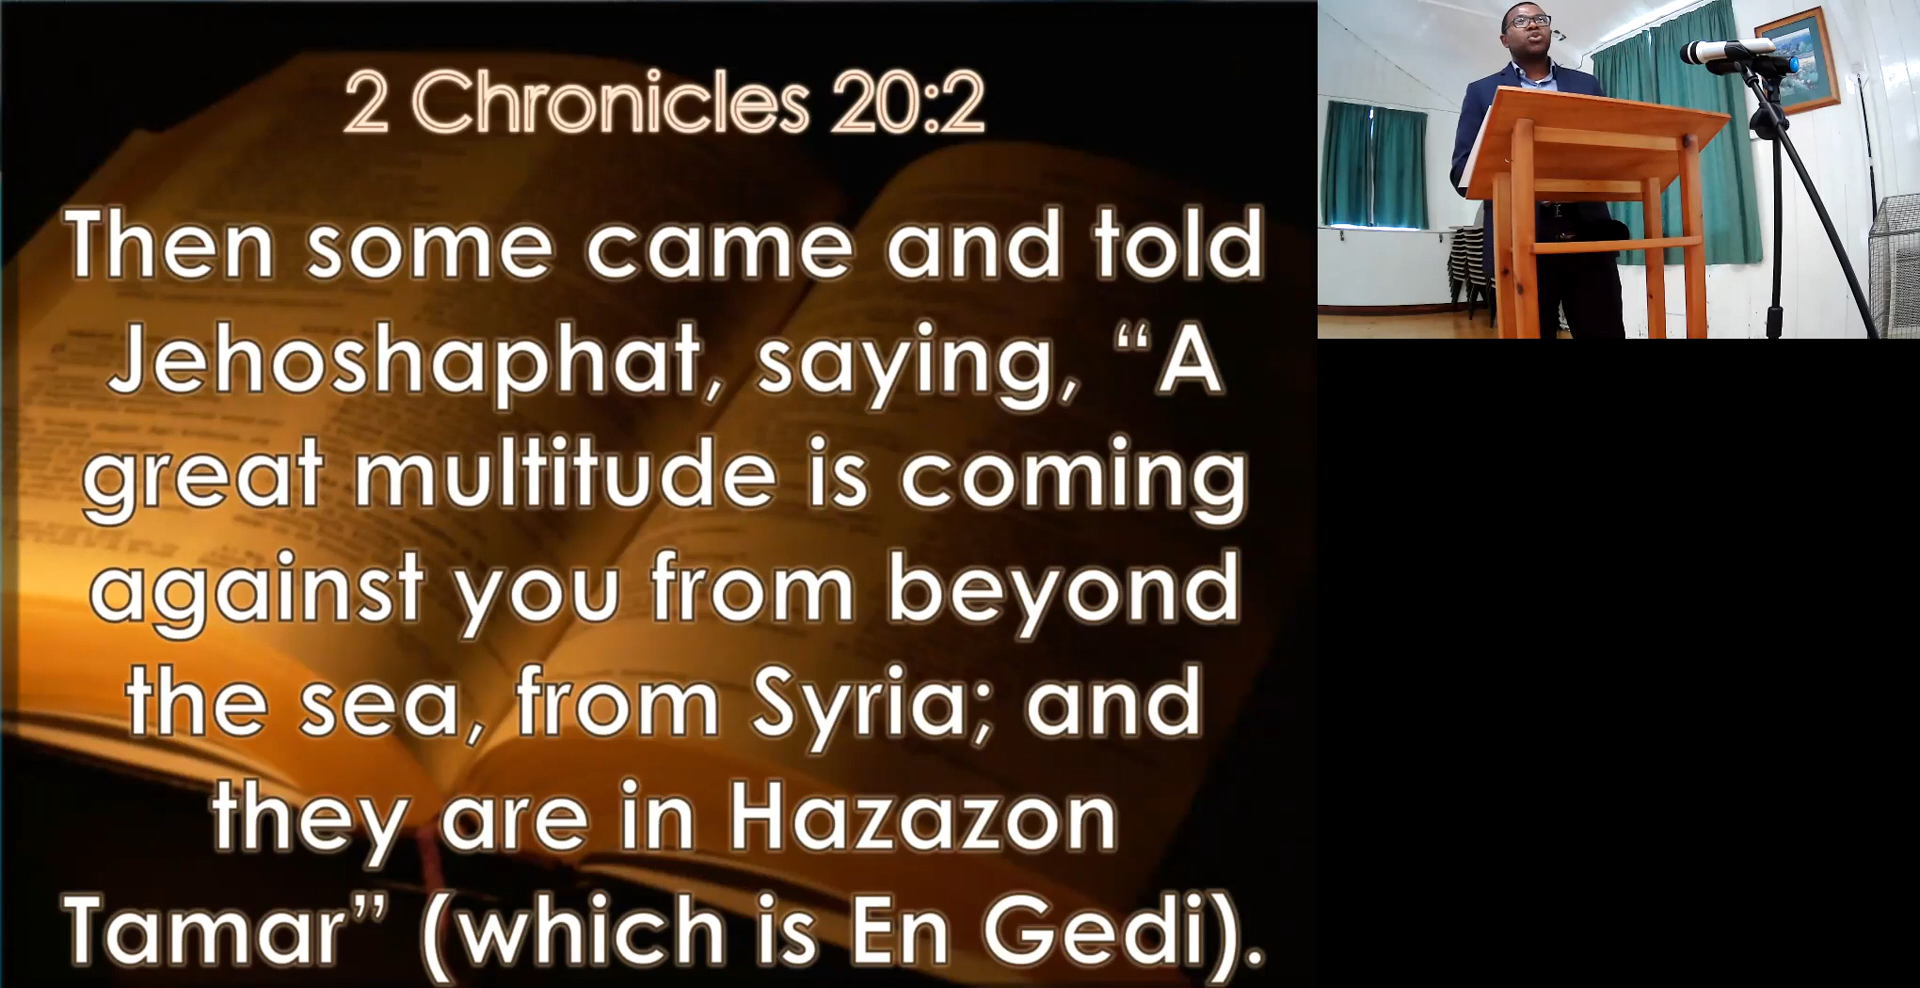 2 Chronicles 20:2
Then some came and told
Jehoshaphat, saying, “A
great multitude is coming
against you from beyond
the sea, from Syria; and
they are in Hazazon
Tamar” (which is En Gedi).